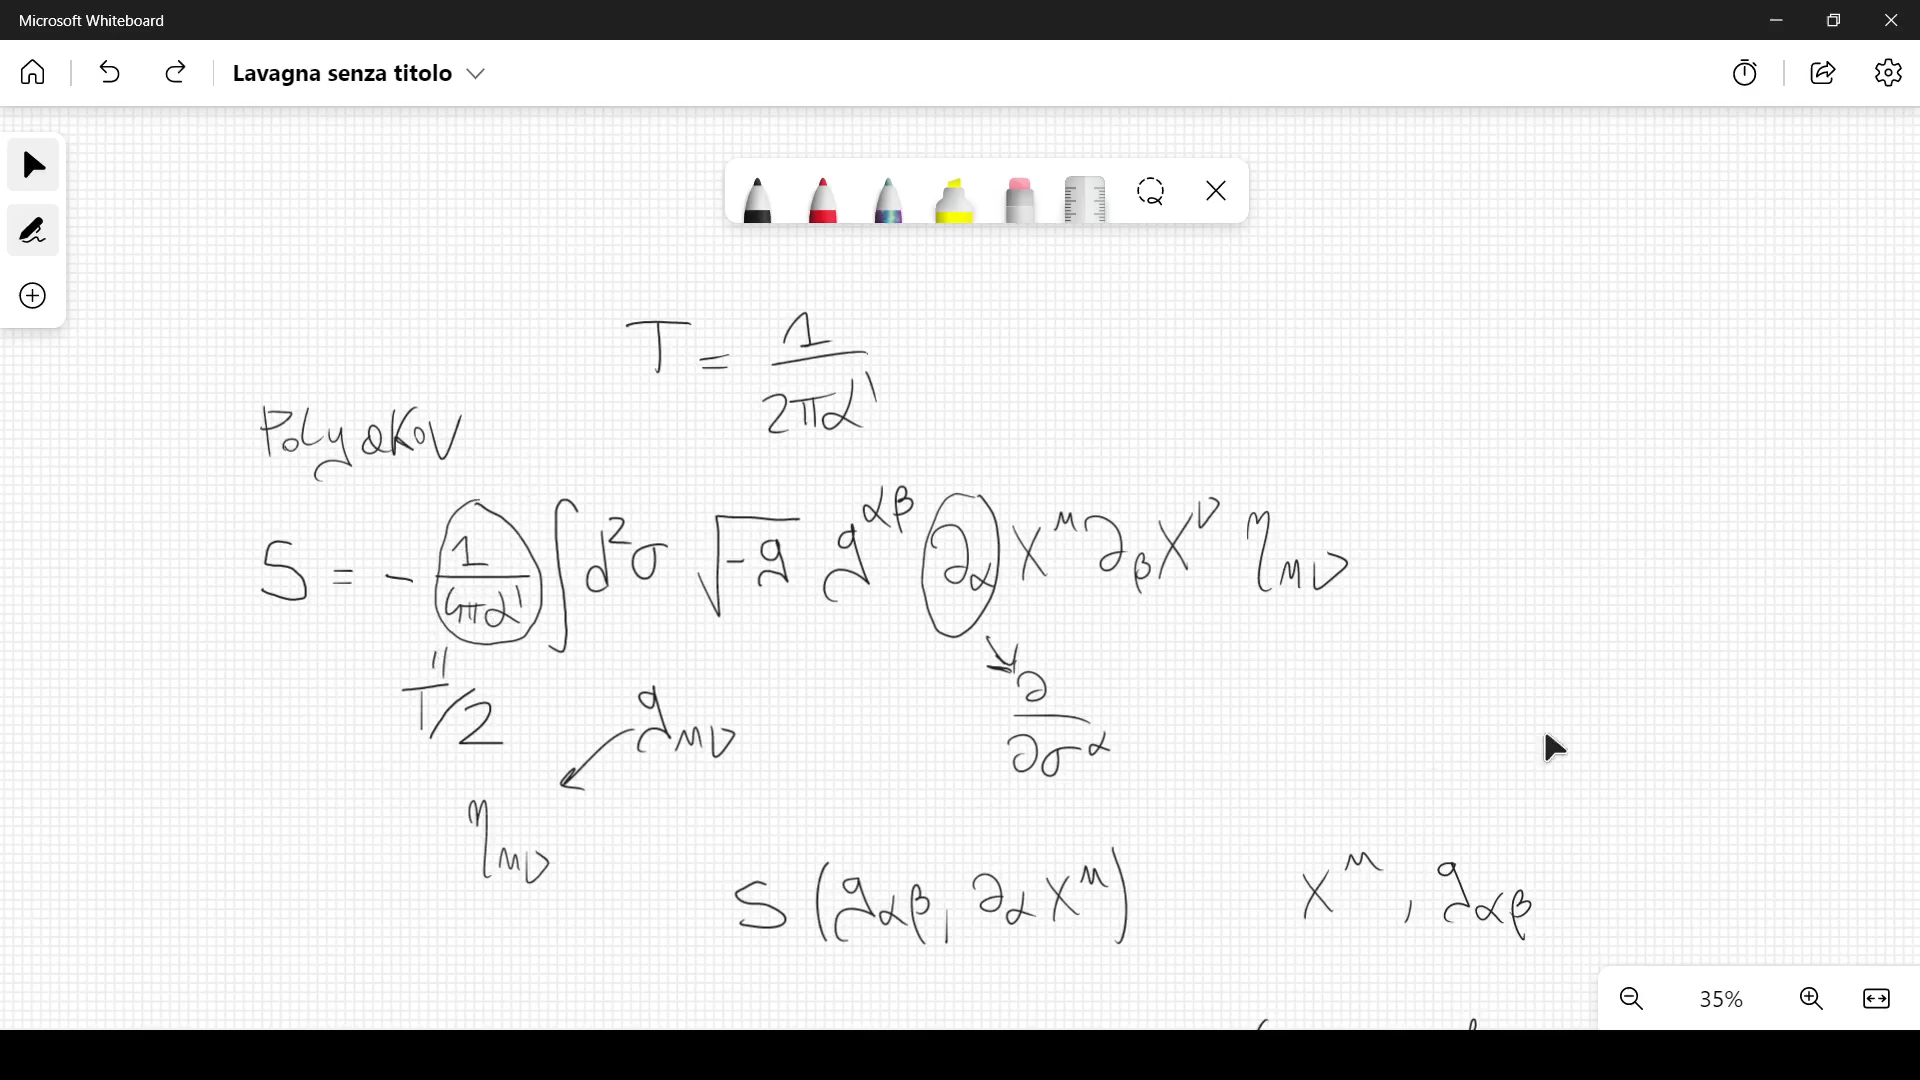 Microsoft Whiteboard
Lavagna senza titolo
T = 1/(2πα')
Polyakov
S = - 1/(4πα') ∫ d²σ √-g g^αβ ∂_α X^μ ∂_β X^ν η_μν
" T/2
g_μν
∂/∂σ^α
η_μν
S (g_αβ, ∂_α X^μ)
X^μ, g_αβ
35%